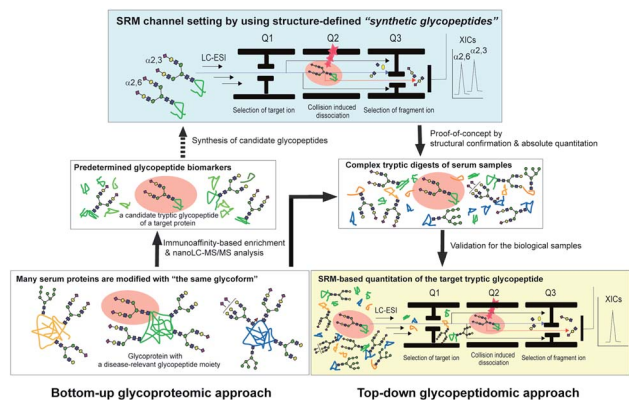 SRM channel setting by using structure-defined "synthetic glycopeptides"
Q1 Q2 Q3
XICs
α2,3
α2,6
α2,3
α2,6
LC-ESI
Selection of target ion
Collision induced
dissociation
Selection of fragment ion
Synthesis of candidate glycopeptides
Proof-of-concept by
structural confirmation & absolute quantitation
Predetermined glycopeptide biomarkers
a candidate tryptic glycopeptide
of a target protein
Complex tryptic digests of serum samples
Immunoaffinity-based enrichment
& nanoLC-MS/MS analysis
Validation for the biological samples
Many serum proteins are modified with "the same glycoform"
Glycoprotein with
a disease-relevant glycopeptide moiety
SRM-based quantitation of the target tryptic glycopeptide
Q1 Q2 Q3
XICs
LC-ESI
Selection of target ion
Collision induced
dissociation
Selection of fragment ion
Bottom-up glycoproteomic approach
Top-down glycopeptidomic approach